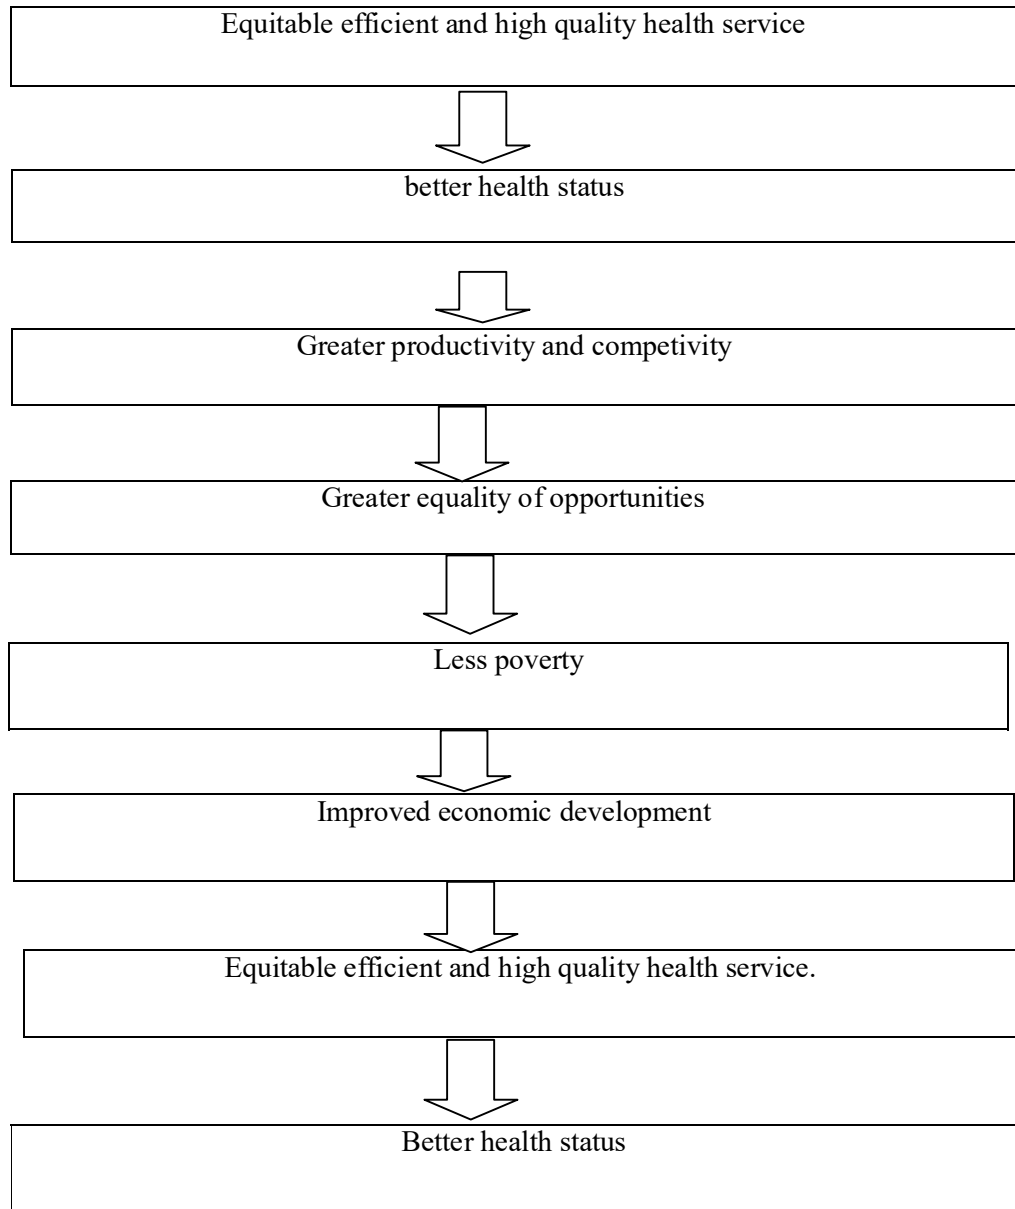 Equitable efficient and high quality health service
better health status
Greater productivity and competivity
Greater equality of opportunities
Less poverty
Improved economic development
Equitable efficient and high quality health service.
Better health status